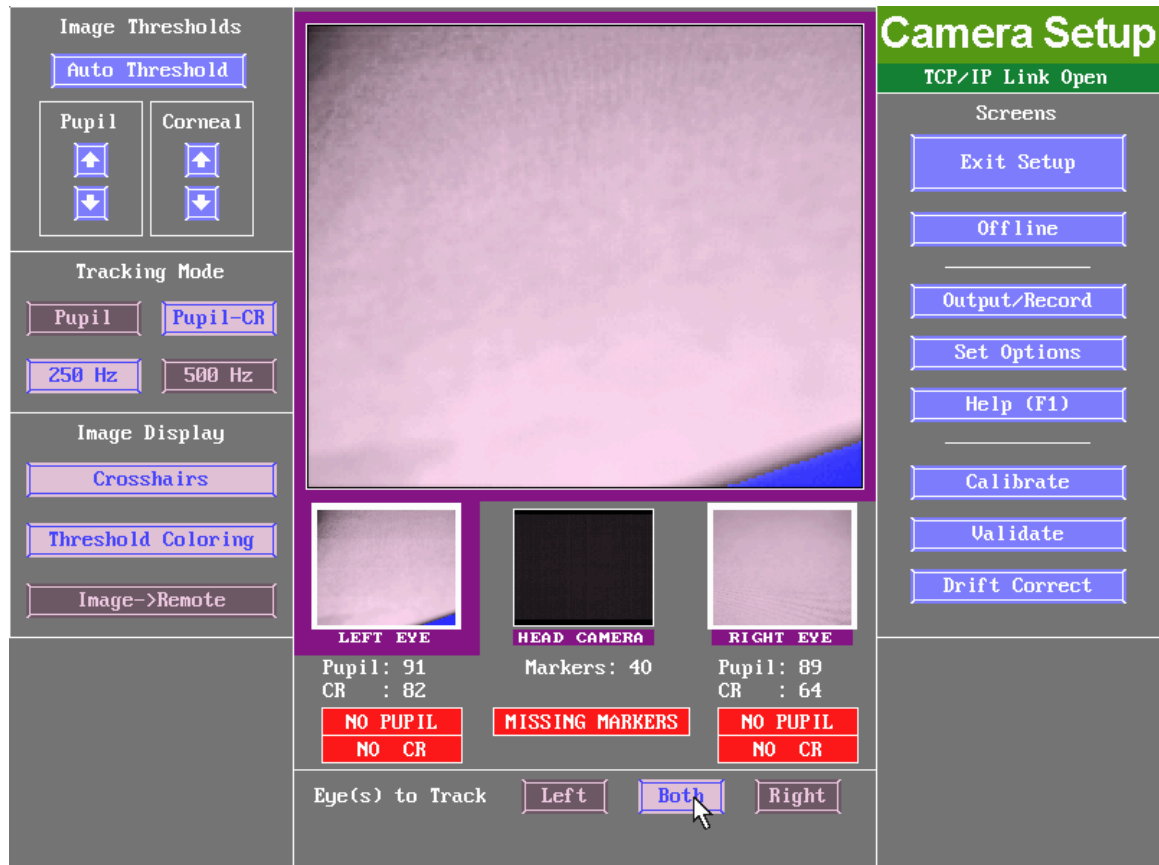 Image Thresholds
Auto Threshold
Pupil
Corneal
Tracking Mode
Pupil
Pupil-CR
250 Hz
500 Hz
Image Display
Crosshairs
Threshold Coloring
Image->Remote
LEFT EYE
HEAD CAMERA
RIGHT EYE
Pupil: 91
CR : 82
Markers: 40
Pupil: 89
CR : 64
NO PUPIL
NO CR
MISSING MARKERS
NO PUPIL
NO CR
Eye(s) to Track
Left
Both
Right
Camera Setup
TCP/IP Link Open
Screens
Exit Setup
Offline
Output/Record
Set Options
Help (F1)
Calibrate
Validate
Drift Correct